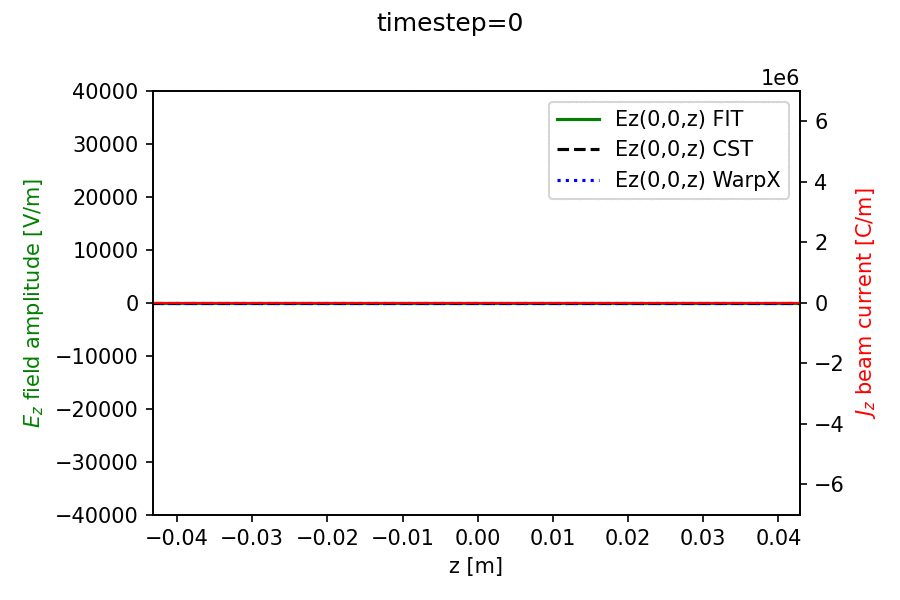 timestep=0
1e6
40000
30000
20000
10000
0
−10000
−20000
−30000
−40000
E_z field amplitude [V/m]
Ez(0,0,z) FIT
Ez(0,0,z) CST
Ez(0,0,z) WarpX
6
4
2
0
−2
−4
−6
J_z beam current [C/m]
−0.04 −0.03 −0.02 −0.01 0.00 0.01 0.02 0.03 0.04
z [m]